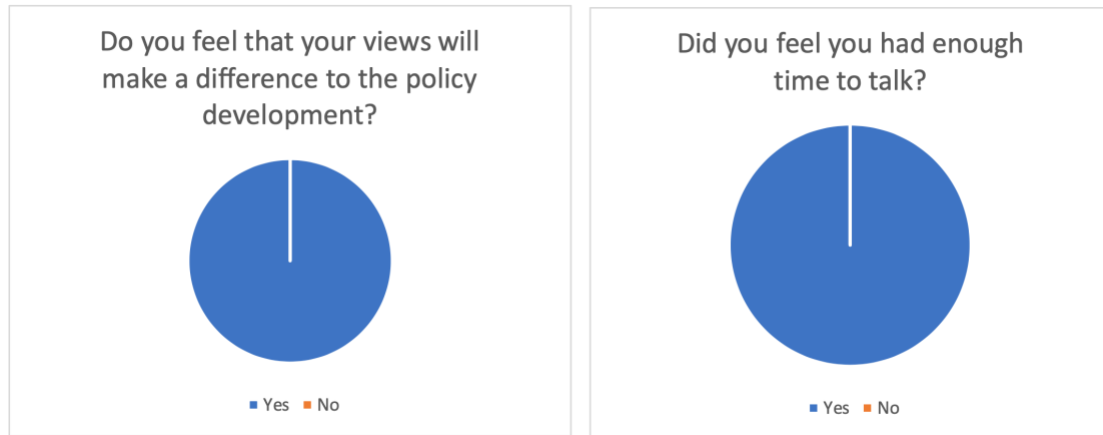 Do you feel that your views will
make a difference to the policy
development?
Yes No
Did you feel you had enough
time to talk?
Yes No